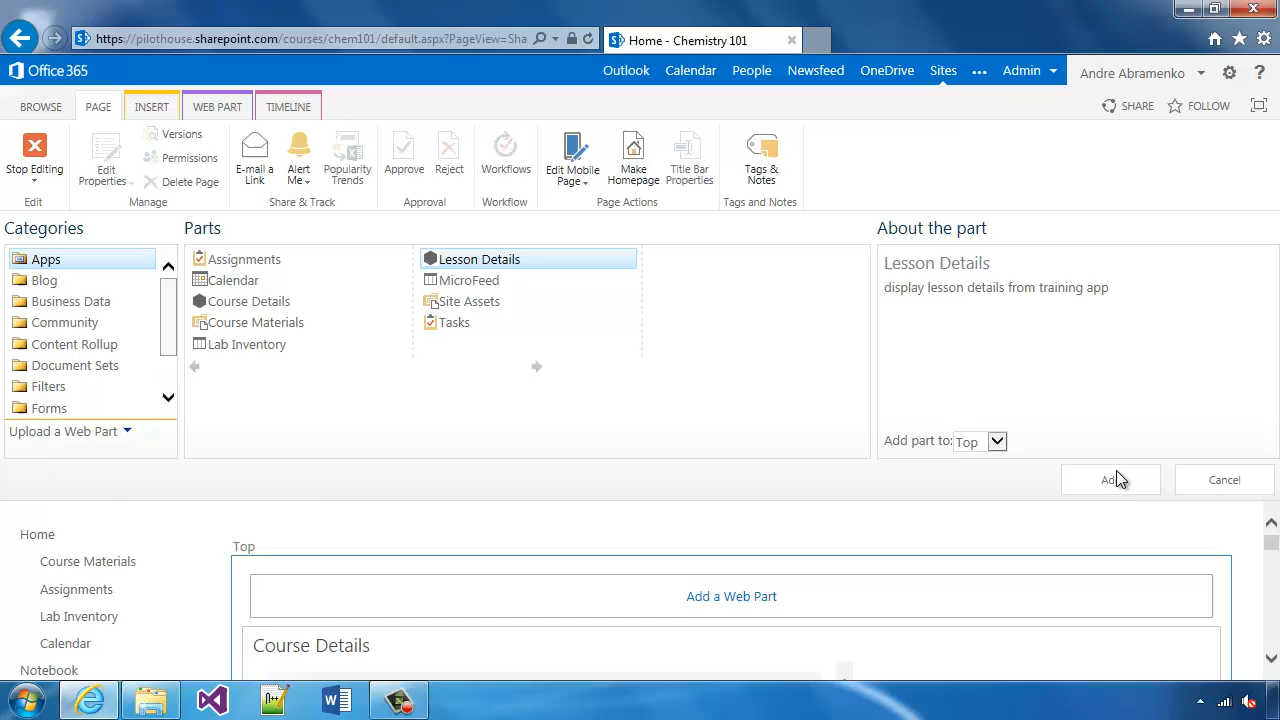 https://pilothouse.sharepoint.com/courses/chem101/default.aspx?PageView=Sha
Home - Chemistry 101
Office 365
Outlook Calendar People Newsfeed OneDrive Sites ... Admin
Andre Abramenko
BROWSE PAGE INSERT WEB PART TIMELINE
SHARE FOLLOW
Stop Editing
Edit Properties
Versions
Permissions
Delete Page
E-mail a Link
Alert Me
Popularity Trends
Approve
Reject
Workflows
Edit Mobile Page
Make Homepage
Title Bar Properties
Tags & Notes
Edit Manage Share & Track Approval Workflow Page Actions Tags and Notes
Categories
Apps
Blog
Business Data
Community
Content Rollup
Document Sets
Filters
Forms
Upload a Web Part
Parts
Assignments
Calendar
Course Details
Course Materials
Lab Inventory
Lesson Details
MicroFeed
Site Assets
Tasks
About the part
Lesson Details
display lesson details from training app
Add part to: Top
Cancel
Home
Course Materials
Assignments
Lab Inventory
Calendar
Notebook
Top
Add a Web Part
Course Details